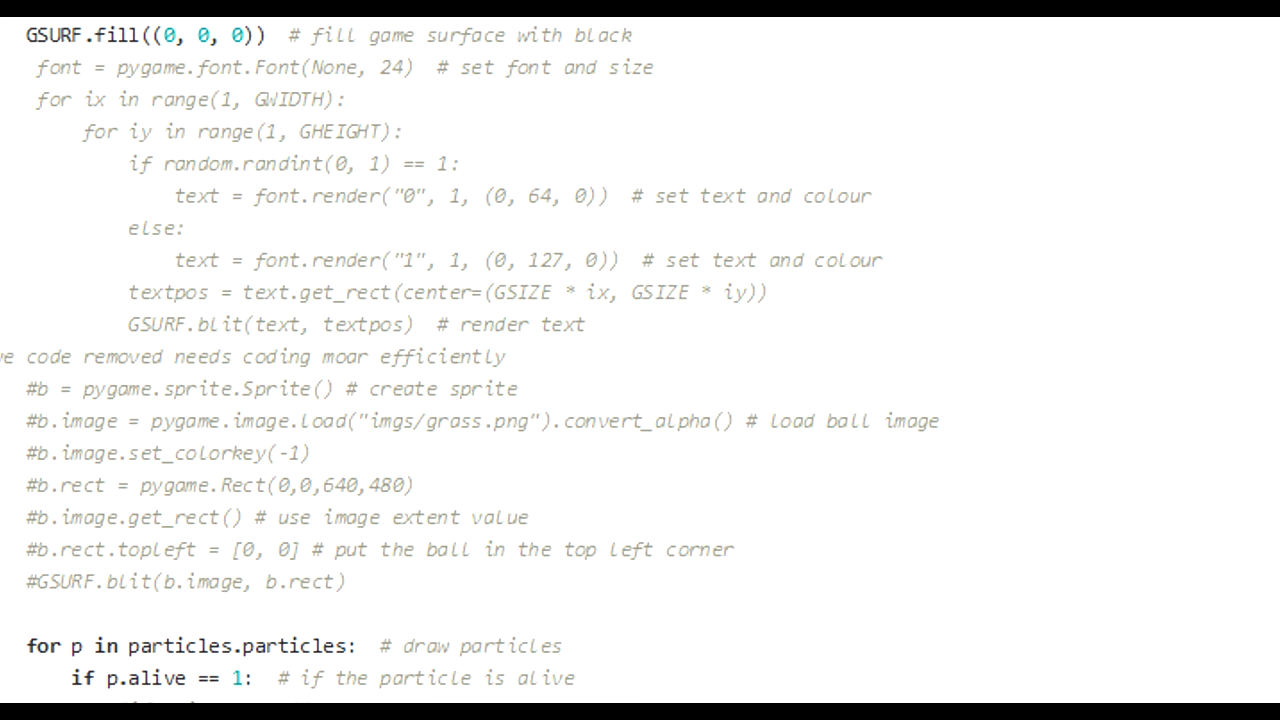 GSURF.fill((0, 0, 0))  # fill game surface with black
font = pygame.font.Font(None, 24)  # set font and size
for ix in range(1, GWIDTH):
for iy in range(1, GHEIGHT):
if random.randint(0, 1) == 1:
text = font.render("0", 1, (0, 64, 0))  # set text and colour
else:
text = font.render("1", 1, (0, 127, 0))  # set text and colour
textpos = text.get_rect(center=(GSIZE * ix, GSIZE * iy))
GSURF.blit(text, textpos)  # render text
code removed needs coding moar efficiently
#b = pygame.sprite.Sprite() # create sprite
#b.image = pygame.image.load("imgs/grass.png").convert_alpha() # load ball image
#b.image.set_colorkey(-1)
#b.rect = pygame.Rect(0,0,640,480)
#b.image.get_rect() # use image extent value
#b.rect.topleft = [0, 0] # put the ball in the top left corner
#GSURF.blit(b.image, b.rect)
for p in particles.particles:  # draw particles
if p.alive == 1:  # if the particle is alive